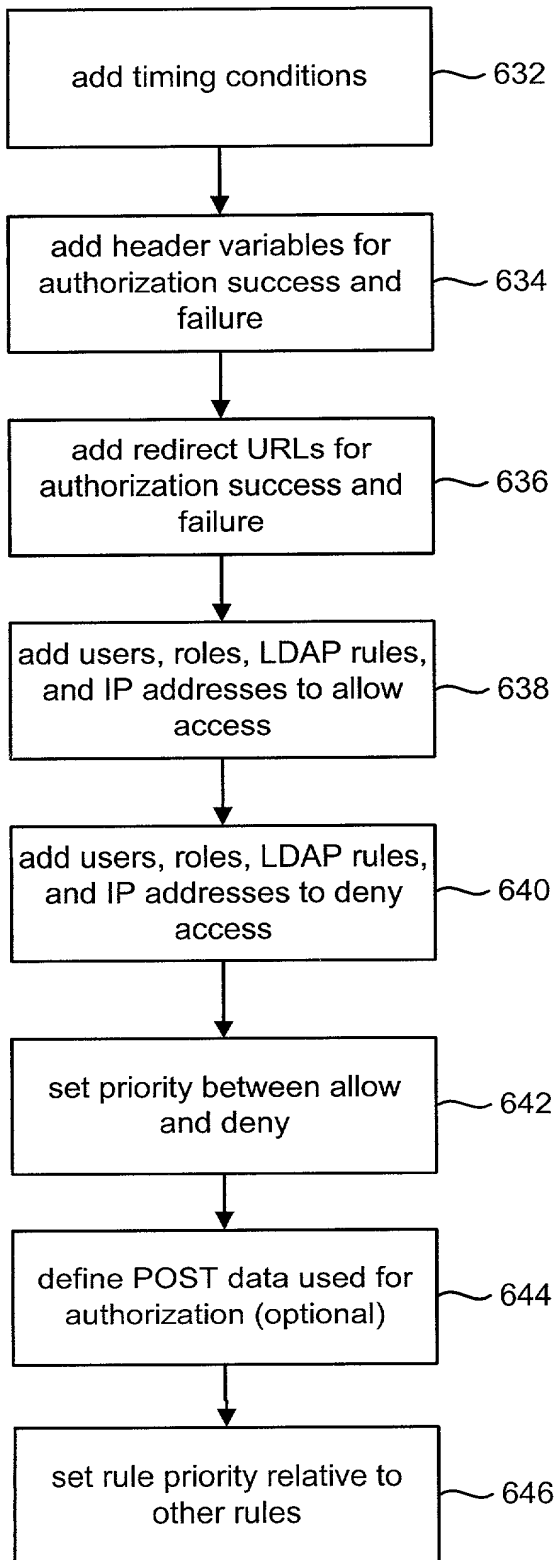 add timing conditions
632
add header variables for
authorization success and
failure
634
add redirect URLs for
authorization success and
failure
636
add users, roles, LDAP rules,
and IP addresses to allow
access
638
add users, roles, LDAP rules,
and IP addresses to deny
access
640
set priority between allow
and deny
642
define POST data used for
authorization (optional)
644
set rule priority relative to
other rules
646